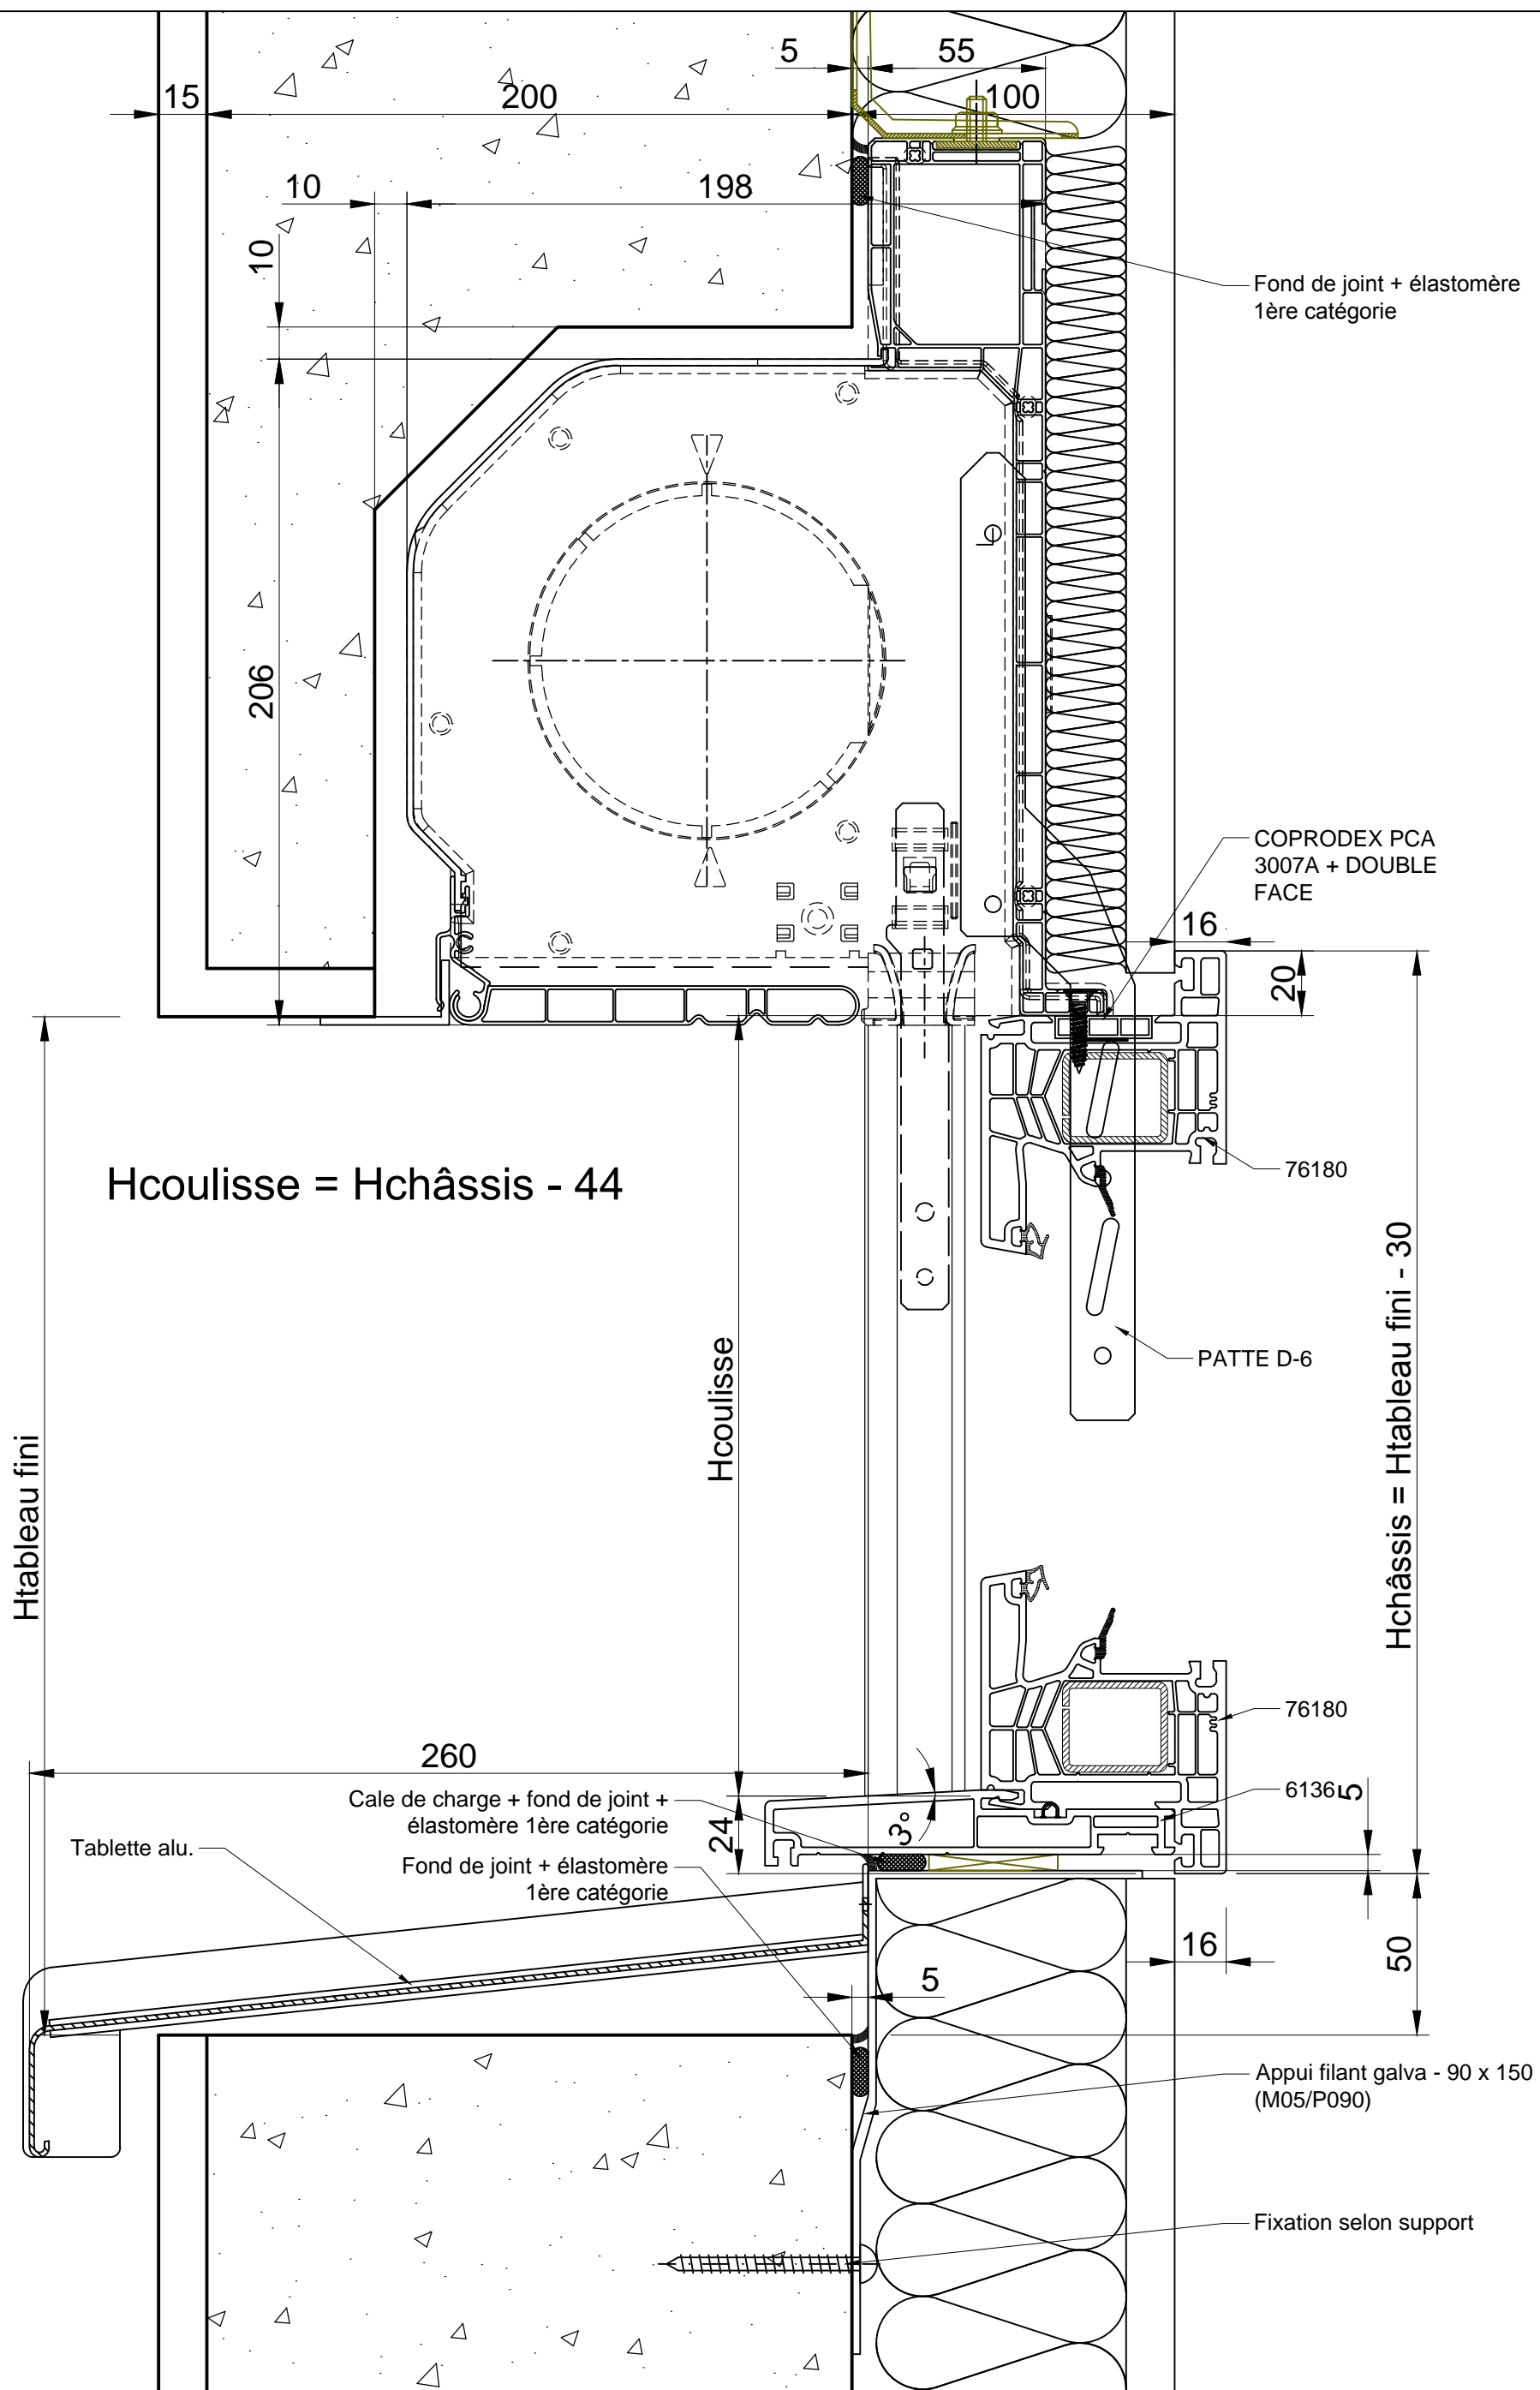 5
55
15
200
100
10
198
10
Fond de joint + élastomère
1ère catégorie
206
COPRODEX PCA
3007A + DOUBLE
FACE
16
20
Hcoulisse = Hchâssis - 44
76180
Hchâssis = Htableau fini - 30
PATTE D-6
Hcoulisse
Htableau fini
76180
260
6136
5
Cale de charge + fond de joint +
élastomère 1ère catégorie
24
3°
Tablette alu.
Fond de joint + élastomère
1ère catégorie
16
50
5
Appui filant galva - 90 x 150
(M05/P090)
Fixation selon support